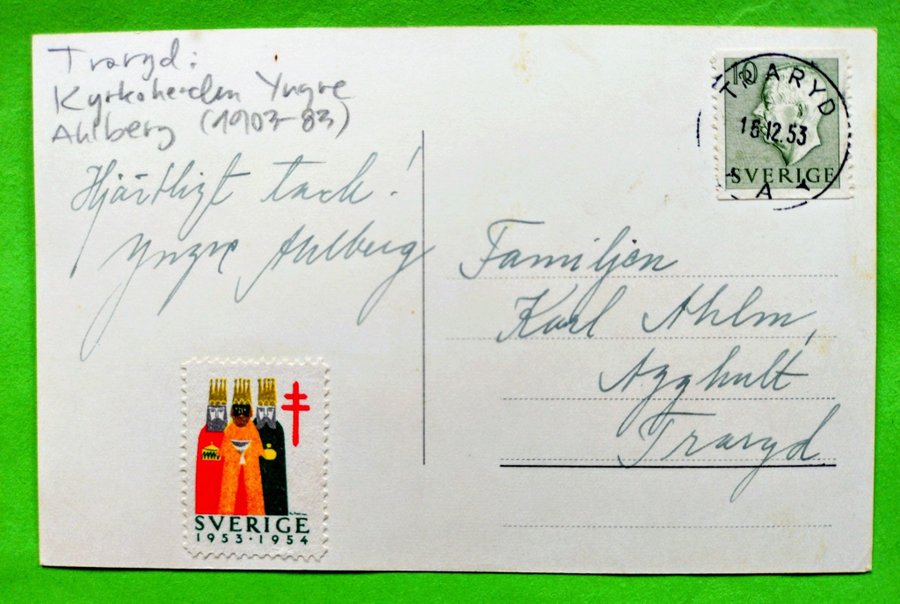 Traryd:
Kyrkoherden Yngve
Ahlberg (1903-83)
Hjärtligt tack!
Yngve Ahlberg
SVERIGE
1953·1954
10
TRARYD
15.12.53
A
SVERIGE
Familjen
Karl Ahlm,
Agghult
Traryd.